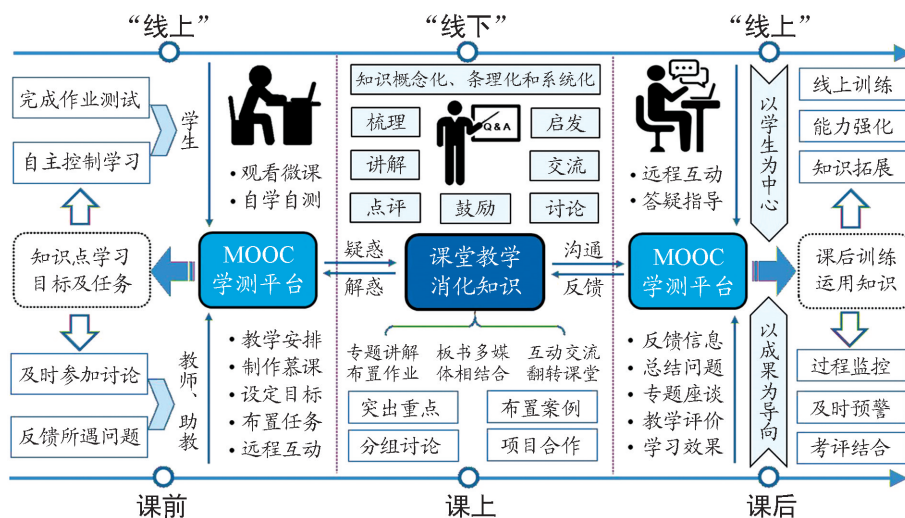 “线上”
“线下”
“线上”
完成作业测试
自主控制学习
学生
观看微课
自学自测
知识点学习
目标及任务
MOOC
学测平台
及时参加讨论
反馈所遇问题
教师、助教
教学安排
制作慕课
设定目标
布置任务
远程互动
知识概念化、条理化和系统化
梳理
讲解
点评
Q&A
鼓励
启发
交流
讨论
疑惑
解惑
课堂教学
消化知识
沟通
反馈
专题讲解
布置作业
板书多媒
体相结合
互动交流
翻转课堂
突出重点
布置案例
分组讨论
项目合作
远程互动
答疑指导
MOOC
学测平台
反馈信息
总结问题
专题座谈
教学评价
学习效果
以学生为中心
以成果为导向
线上训练
能力强化
知识拓展
课后训练
运用知识
过程监控
及时预警
考评结合
课前
课上
课后